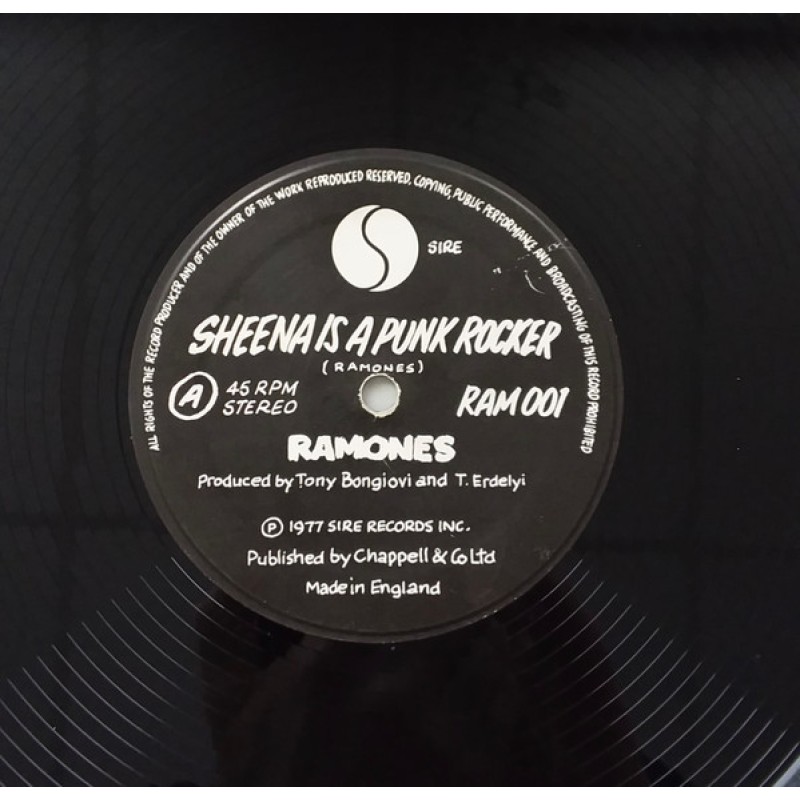 ALL RIGHTS OF THE RECORD PRODUCER AND OF THE OWNER OF THE WORK REPRODUCED RESERVED. COPYING, PUBLIC PERFORMANCE AND BROADCASTING OF THIS RECORD PROHIBITED
SIRE
SHEENA IS A PUNK ROCKER
(RAMONES)
A 45 RPM
STEREO
RAM 001
RAMONES
Produced by Tony Bongiovi and T. Erdelyi
Ⓟ 1977 SIRE RECORDS INC.
Published by Chappell & Co Ltd
Made in England